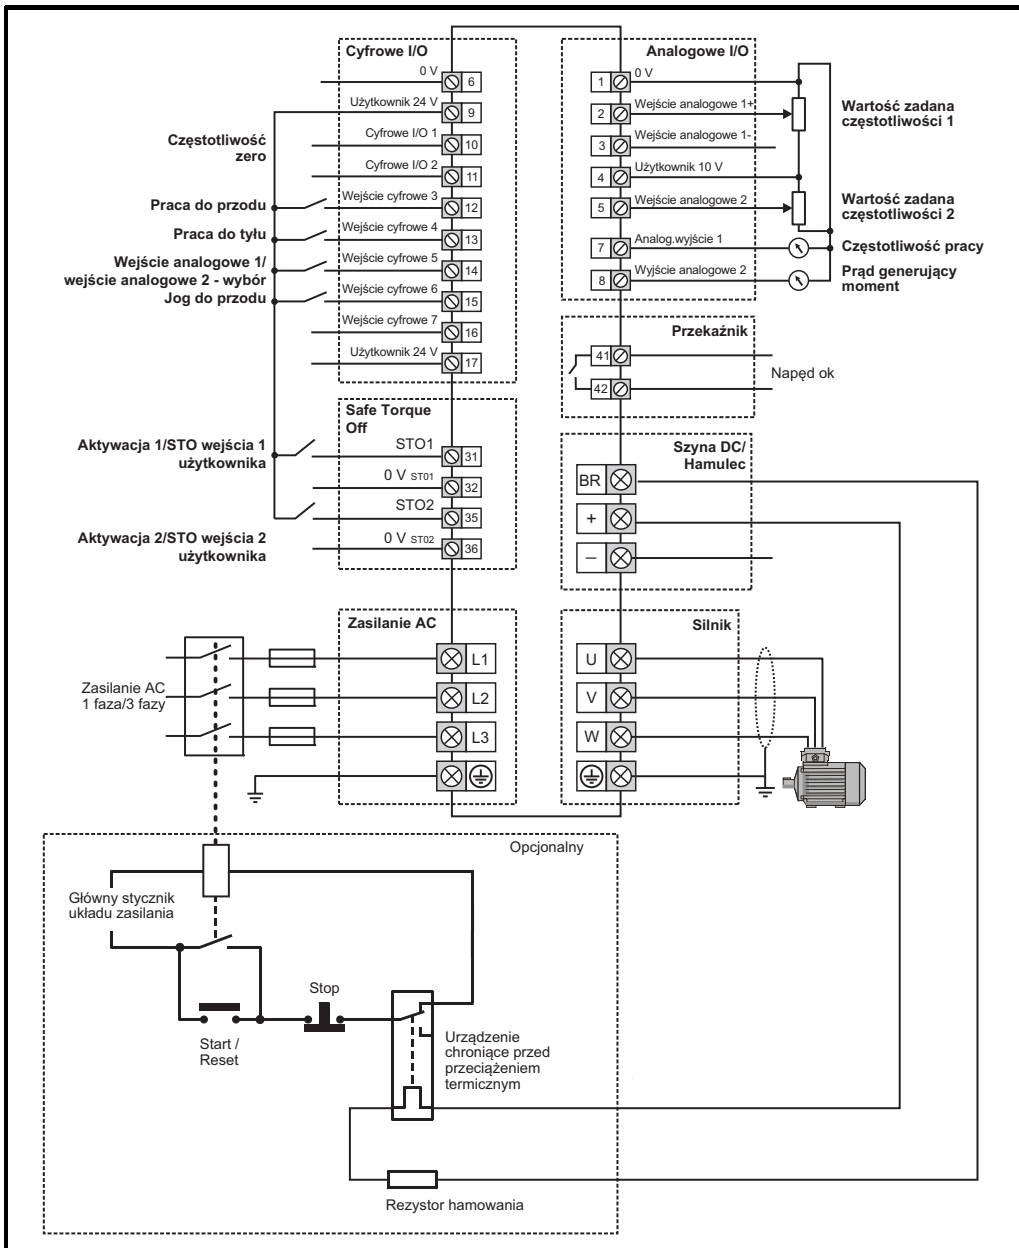 Cyfrowe I/O
0 V
6
Użytkownik 24 V
9
Częstotliwość
zero
Cyfrowe I/O 1
10
Cyfrowe I/O 2
11
Praca do przodu
Wejście cyfrowe 3
12
Praca do tyłu
Wejście cyfrowe 4
13
Wejście analogowe 1/
wejście analogowe 2 - wybór
Wejście cyfrowe 5
14
Jog do przodu
Wejście cyfrowe 6
15
Wejście cyfrowe 7
16
Użytkownik 24 V
17
Analogowe I/O
1
0 V
2
Wejście analogowe 1+
Wartość zadana
częstotliwości 1
3
Wejście analogowe 1-
4
Użytkownik 10 V
5
Wejście analogowe 2
Wartość zadana
częstotliwości 2
7
Analog.wyjście 1
Częstotliwość pracy
8
Wyjście analogowe 2
Prąd generujący
moment
Przekaźnik
41
42
Napęd ok
Safe Torque
Off
Aktywacja 1/STO wejścia 1
użytkownika
STO1
31
0 V ST01
32
STO2
35
Aktywacja 2/STO wejścia 2
użytkownika
0 V ST02
36
Szyna DC/
Hamulec
BR
+
–
Zasilanie AC
Zasilanie AC
1 faza/3 fazy
L1
L2
L3
Silnik
U
V
W
Opcjonalny
Główny stycznik
układu zasilania
Stop
Start /
Reset
Urządzenie
chroniące przed
przeciążeniem
termicznym
Rezystor hamowania